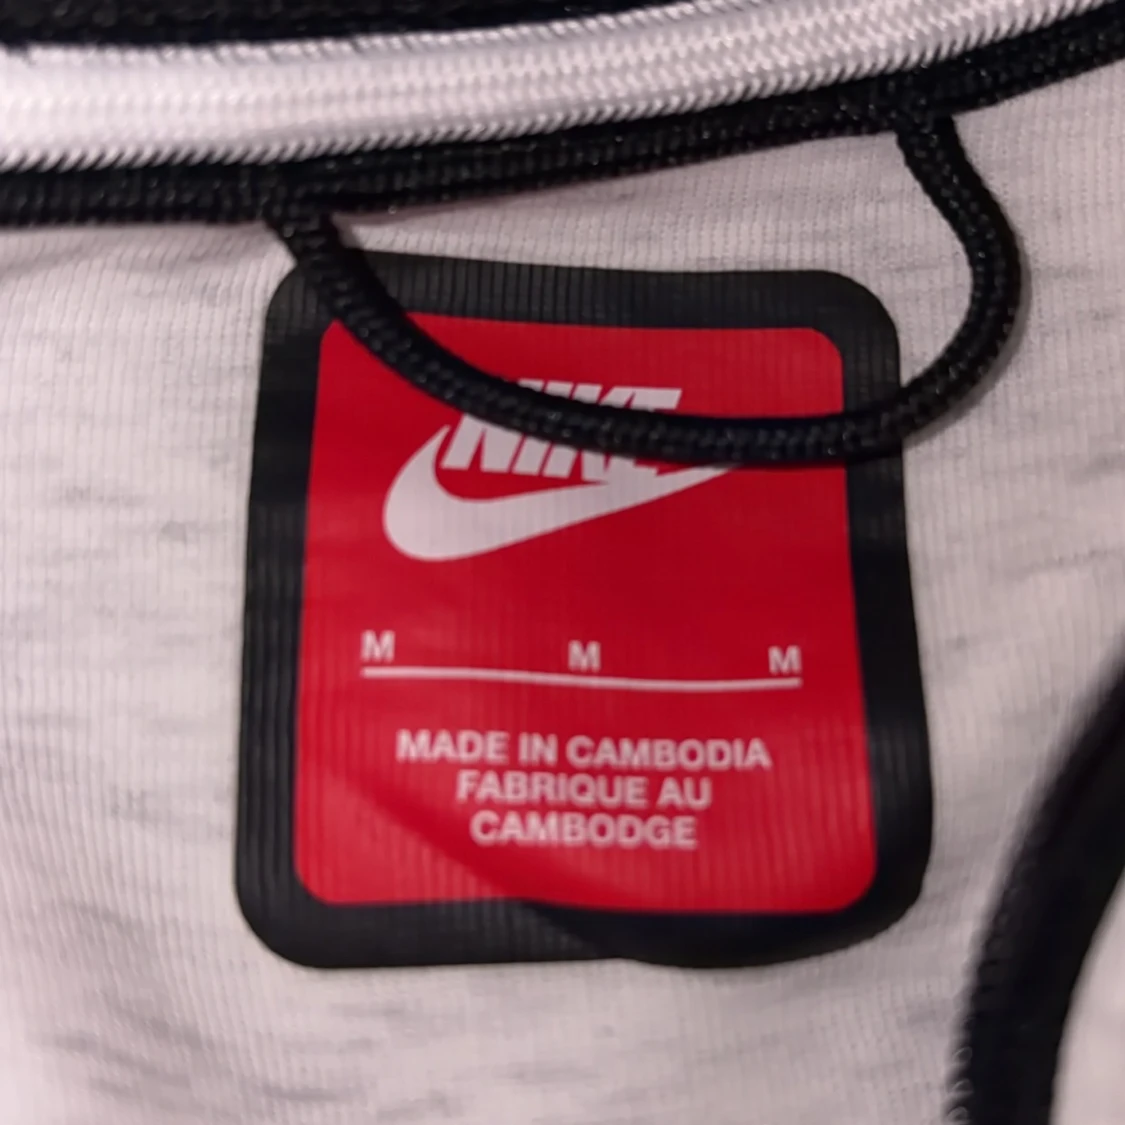 NIKE
M M M
MADE IN CAMBODIA
FABRIQUE AU
CAMBODGE